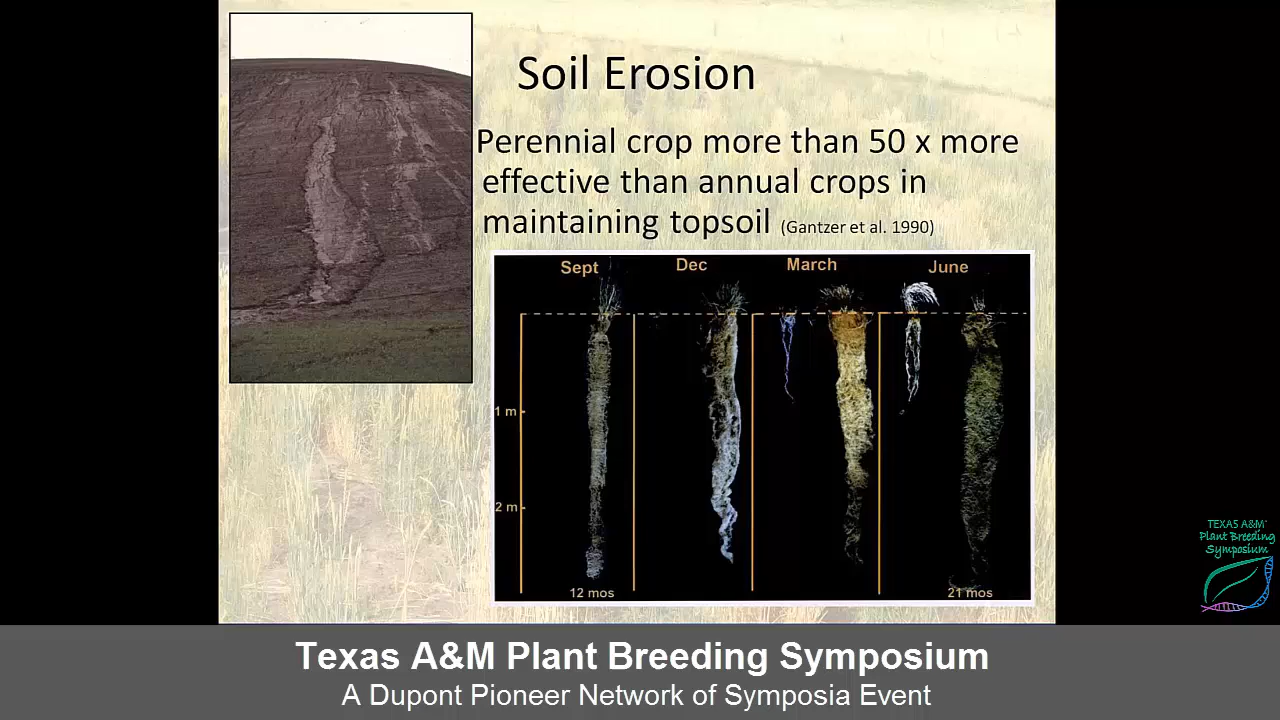 Soil Erosion
Perennial crop more than 50 x more
effective than annual crops in
maintaining topsoil (Gantzer et al. 1990)
Sept Dec March June
1 m
2 m
12 mos 21 mos
TEXAS A&M
Plant Breeding
Symposium
Texas A&M Plant Breeding Symposium
A Dupont Pioneer Network of Symposia Event